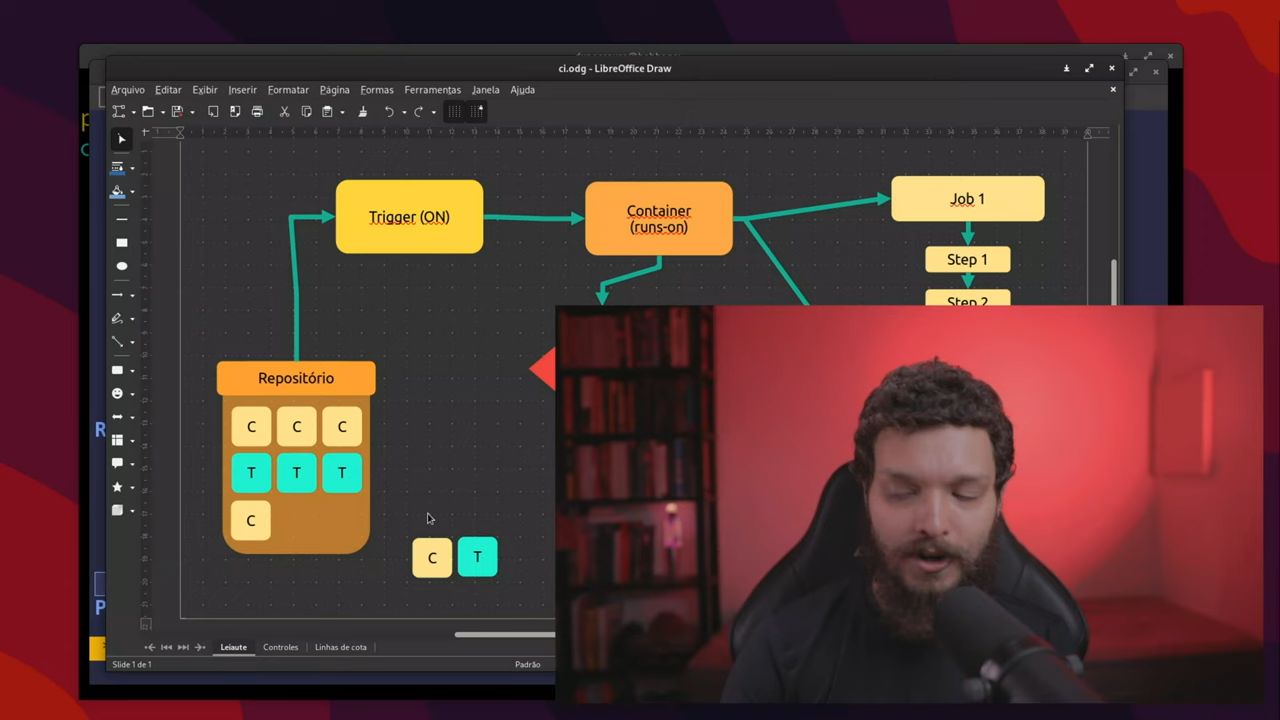 ci.odg - LibreOffice Draw
Arquivo Editar Exibir Inserir Formatar Página Formas Ferramentas Janela Ajuda
Trigger (ON)
Container
(runs-on)
Job 1
Step 1
Step 2
Repositório
C C C
T T T
C
C T
R
P
Leiaute Controles Linhas de cota
Slide 1 de 1
Padrão